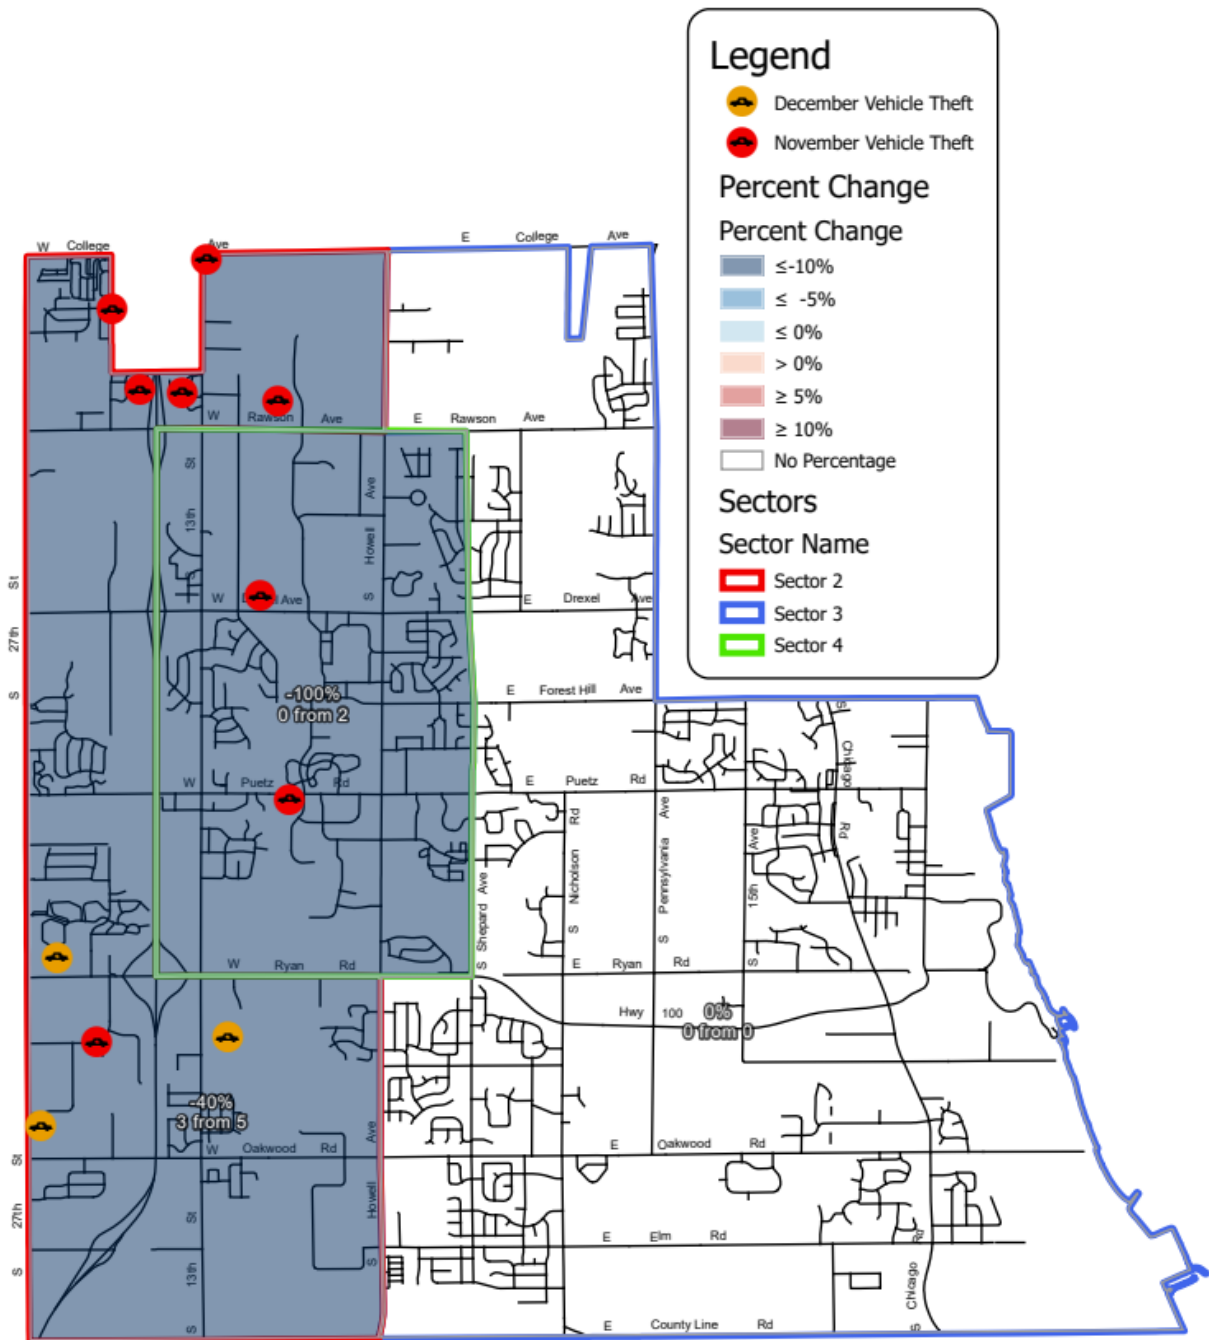 Legend
December Vehicle Theft
November Vehicle Theft
Percent Change
Percent Change
≤-10%
≤ -5%
≤ 0%
> 0%
≥ 5%
≥ 10%
No Percentage
Sectors
Sector Name
Sector 2
Sector 3
Sector 4
W College Ave
E College Ave
W Rawson Ave
E Rawson Ave
S 13th St
S Howell Ave
S 27th St
W Ave
E Drexel Ave
E Forest Hill Ave
-100%
0 from 2
W Puetz Rd
E Puetz Rd
S Chicago Rd
S Shepard Ave
S Nicholson Rd
S Pennsylvania Ave
S 15th Ave
W Ryan Rd
E Ryan Rd
Hwy 100
0%
0 from 0
-40%
3 from 5
W Oakwood Rd
E Oakwood Rd
S 27th St
S 13th St
S Howell Ave
E Elm Rd
S Chicago Rd
E County Line Rd